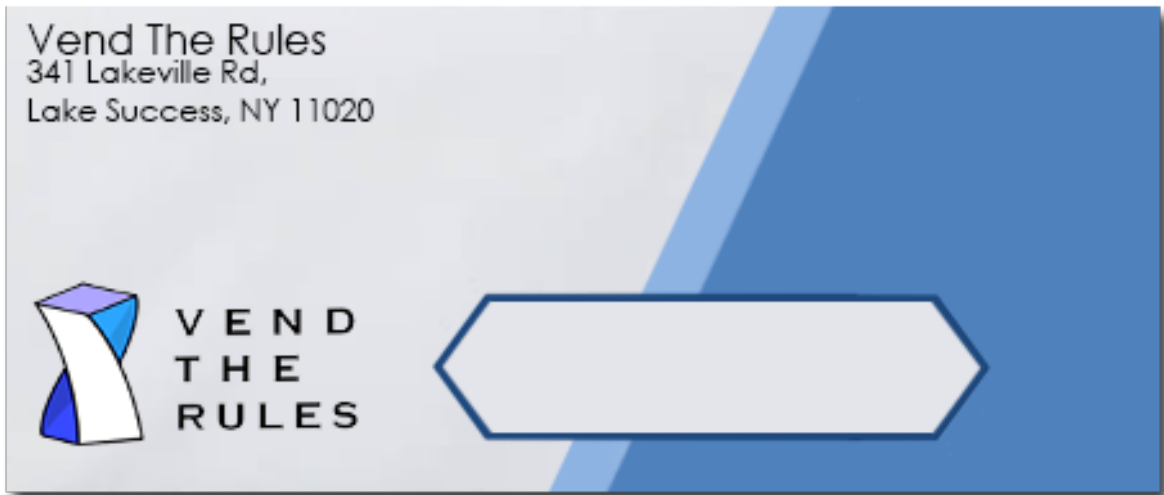 Vend The Rules
341 Lakeville Rd,
Lake Success, NY 11020
VEND
THE
RULES